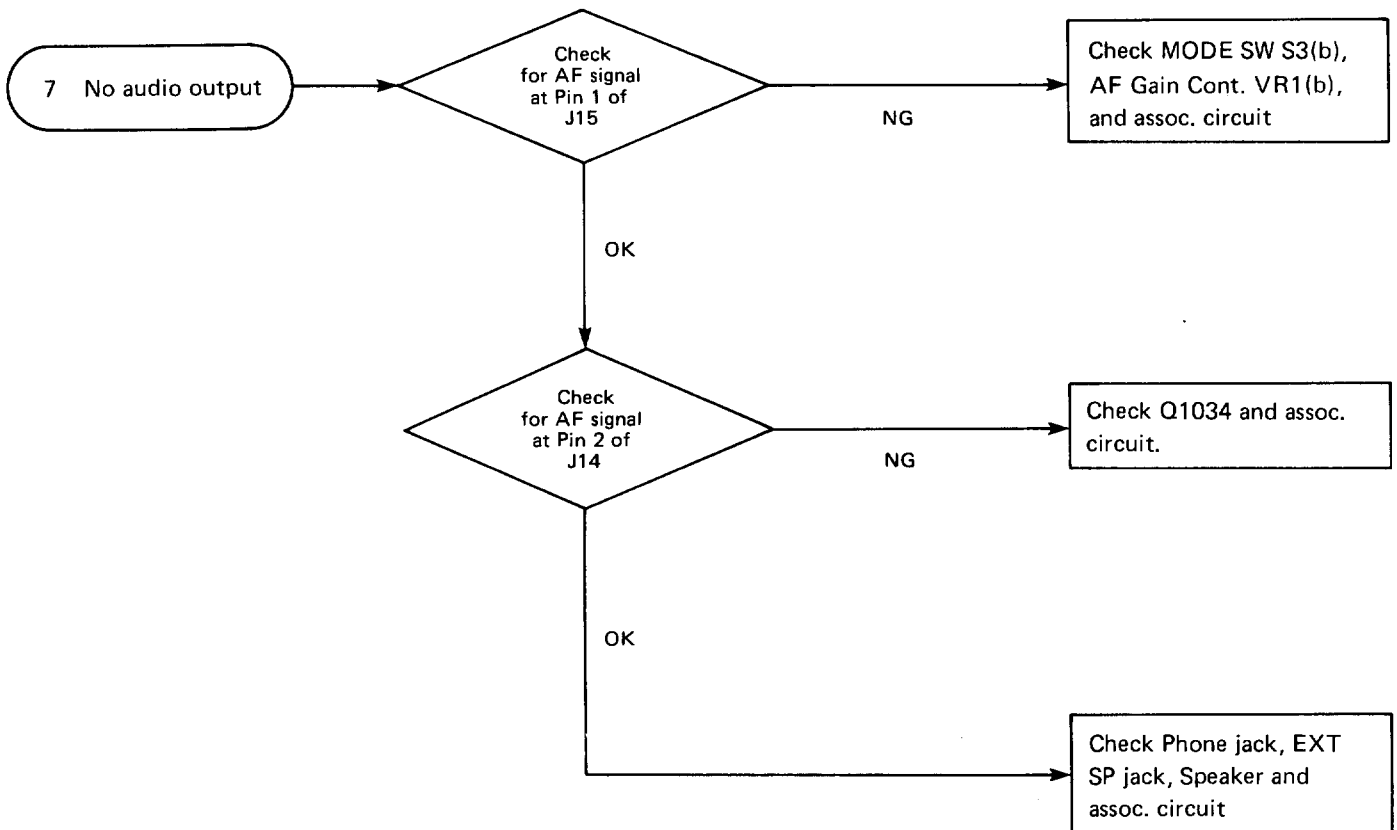 7 No audio output
Check
for AF signal
at Pin 1 of
J15
NG
Check MODE SW S3(b),
AF Gain Cont. VR1(b),
and assoc. circuit
OK
Check
for AF signal
at Pin 2 of
J14
NG
Check Q1034 and assoc.
circuit.
OK
Check Phone jack, EXT
SP jack, Speaker and
assoc. circuit